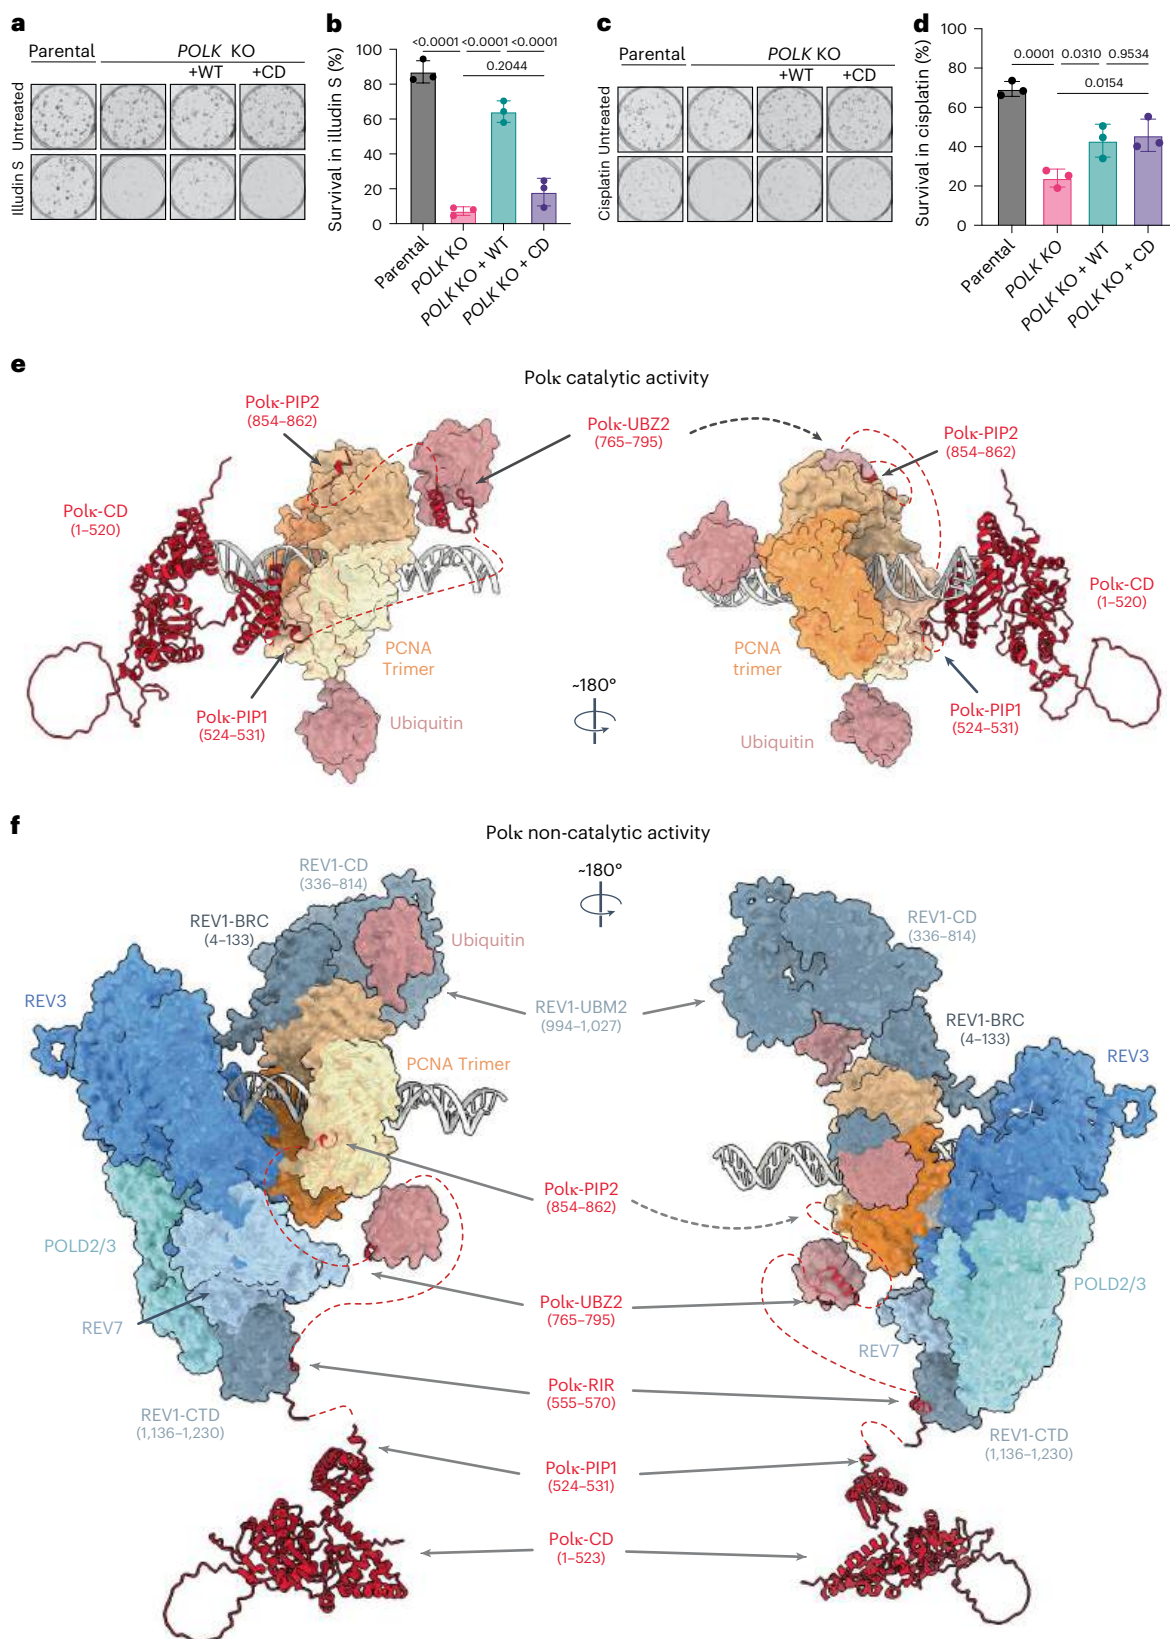 a
Parental
POLK KO
+WT
+CD
Untreated
Illudin S
b
Survival in illudin S (%)
<0.0001
<0.0001
<0.0001
0.2044
100
80
60
40
20
0
Parental
POLK KO
POLK KO + WT
POLK KO + CD
c
Parental
POLK KO
+WT
+CD
Untreated
Cisplatin
d
Survival in cisplatin (%)
0.0001
0.0310
0.9534
0.0154
100
80
60
40
20
0
Parental
POLK KO
POLK KO + WT
POLK KO + CD
e
Polκ catalytic activity
Polκ-PIP2
(854–862)
Polκ-UBZ2
(765–795)
Polκ-PIP2
(854–862)
Polκ-CD
(1–520)
Polκ-CD
(1–520)
PCNA
Trimer
PCNA
trimer
Polκ-PIP1
(524–531)
Ubiquitin
~180°
Ubiquitin
Polκ-PIP1
(524–531)
f
Polκ non-catalytic activity
~180°
REV1-CD
(336–814)
REV1-BRC
(4–133)
Ubiquitin
REV3
REV1-UBM2
(994–1,027)
REV1-CD
(336–814)
REV1-BRC
(4–133)
REV3
PCNA Trimer
Polκ-PIP2
(854–862)
POLD2/3
POLD2/3
Polκ-UBZ2
(765–795)
REV7
REV7
Polκ-RIR
(555–570)
REV1-CTD
(1,136–1,230)
REV1-CTD
(1,136–1,230)
Polκ-PIP1
(524–531)
Polκ-CD
(1–523)